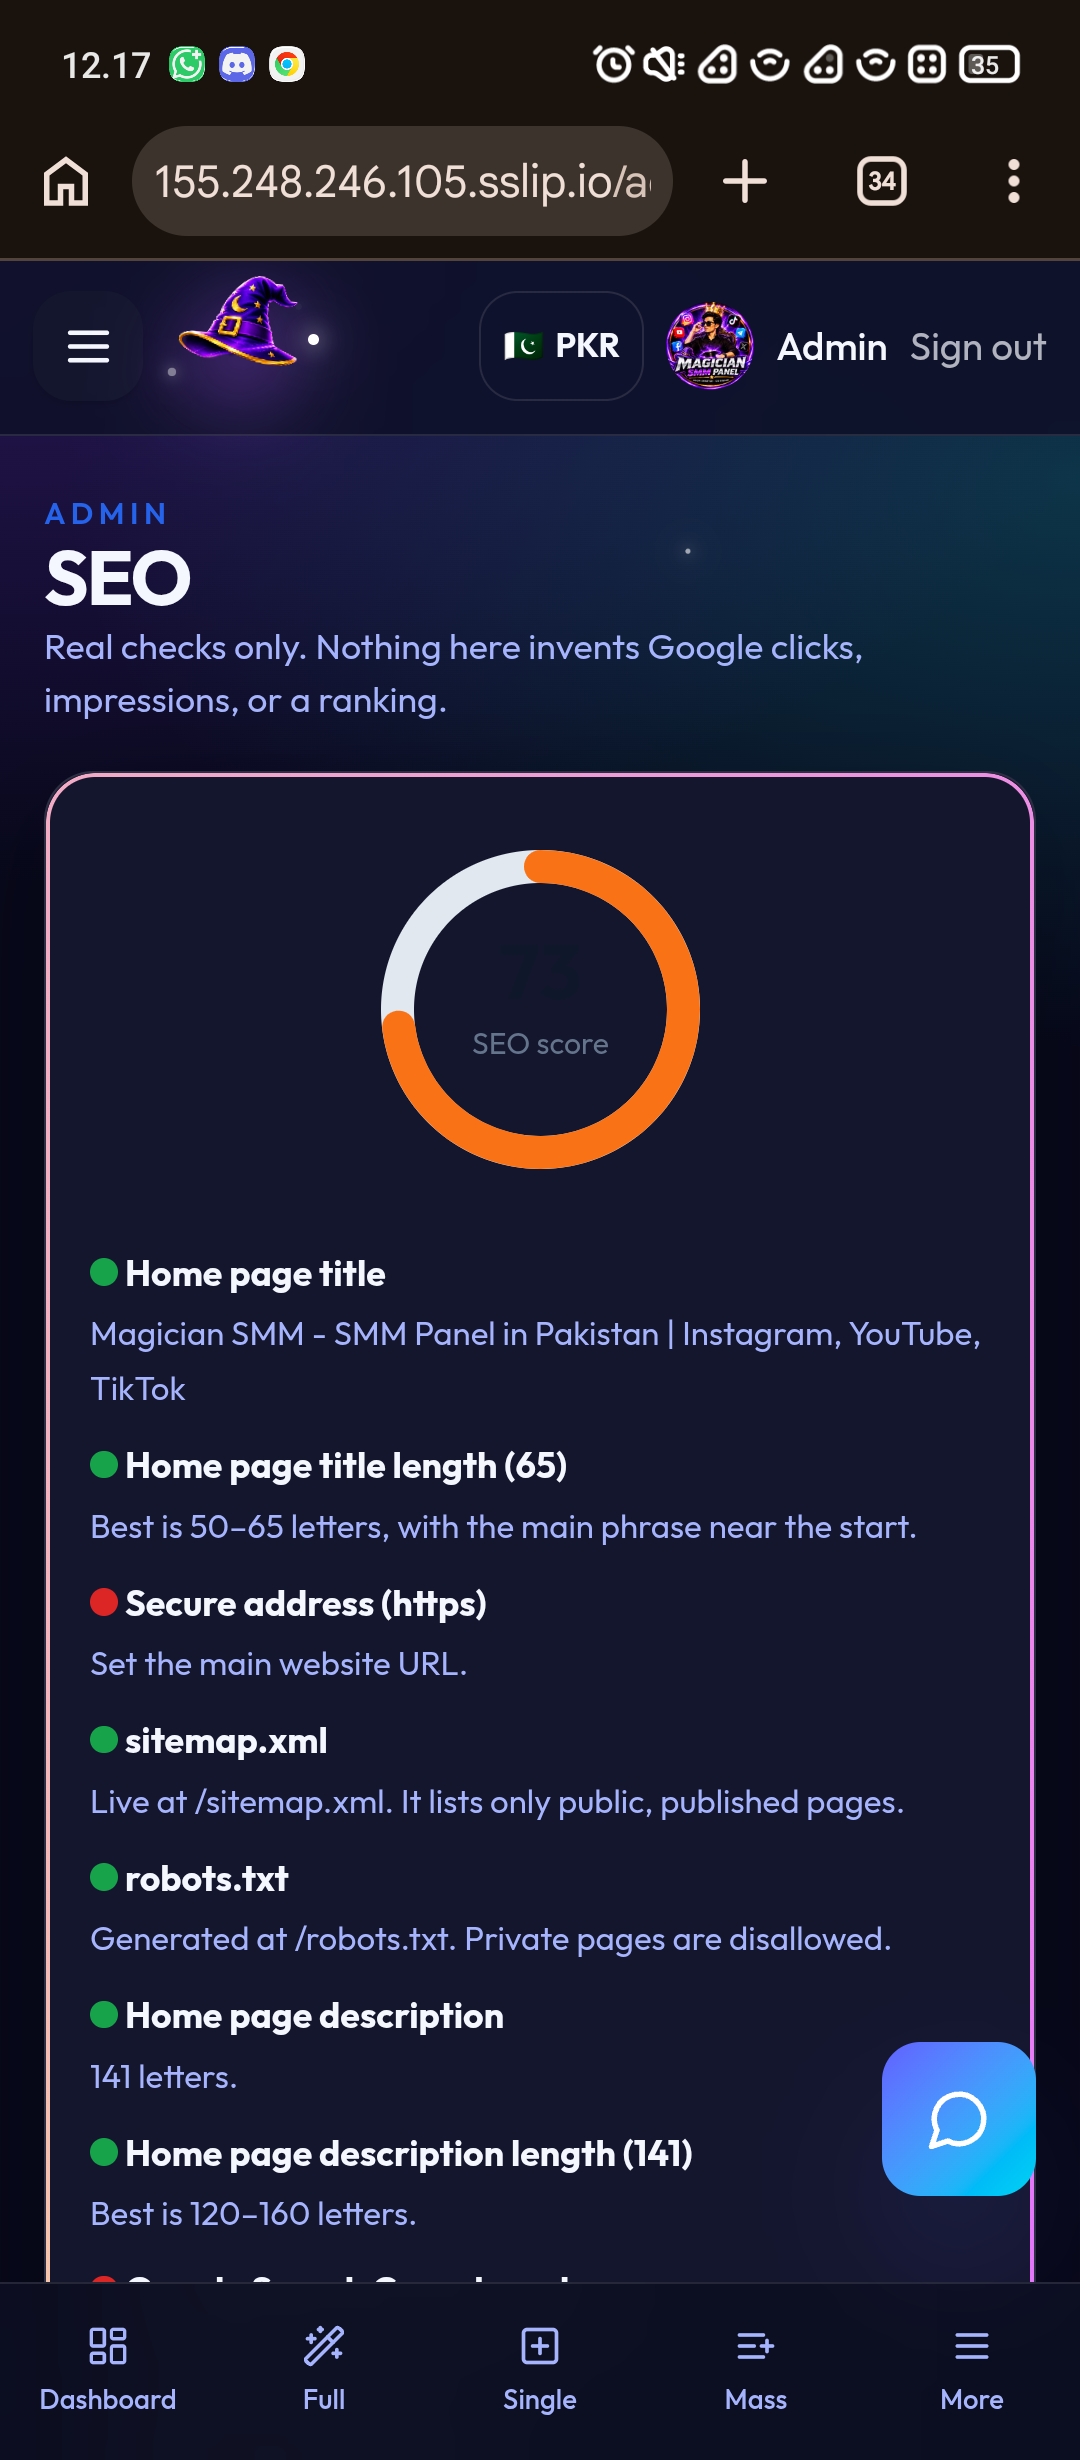 12.17
35
155.248.246.105.sslip.io/a
34
PKR
MAGICIAN
SMM PANEL
Admin
Sign out
ADMIN
SEO
Real checks only. Nothing here invents Google clicks,
impressions, or a ranking.
73
SEO score
Home page title
Magician SMM - SMM Panel in Pakistan | Instagram, YouTube,
TikTok
Home page title length (65)
Best is 50–65 letters, with the main phrase near the start.
Secure address (https)
Set the main website URL.
sitemap.xml
Live at /sitemap.xml. It lists only public, published pages.
robots.txt
Generated at /robots.txt. Private pages are disallowed.
Home page description
141 letters.
Home page description length (141)
Best is 120–160 letters.
Dashboard
Full
Single
Mass
More